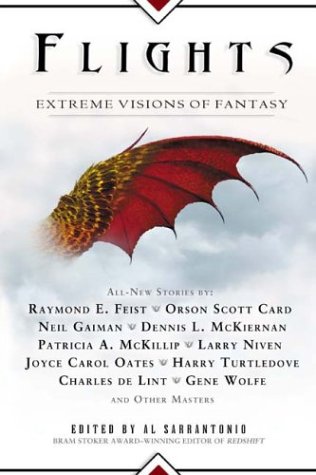 FLIGHTS
EXTREME VISIONS OF FANTASY
ALL-NEW STORIES BY:
RAYMOND E. FEIST ORSON SCOTT CARD
NEIL GAIMAN DENNIS L. MCKIERNAN
PATRICIA A. MCKILLIP LARRY NIVEN
JOYCE CAROL OATES HARRY TURTLEDOVE
CHARLES DE LINT GENE WOLFE
AND OTHER MASTERS
EDITED BY AL SARRANTONIO
BRAM STOKER AWARD-WINNING EDITOR OF REDSHIFT